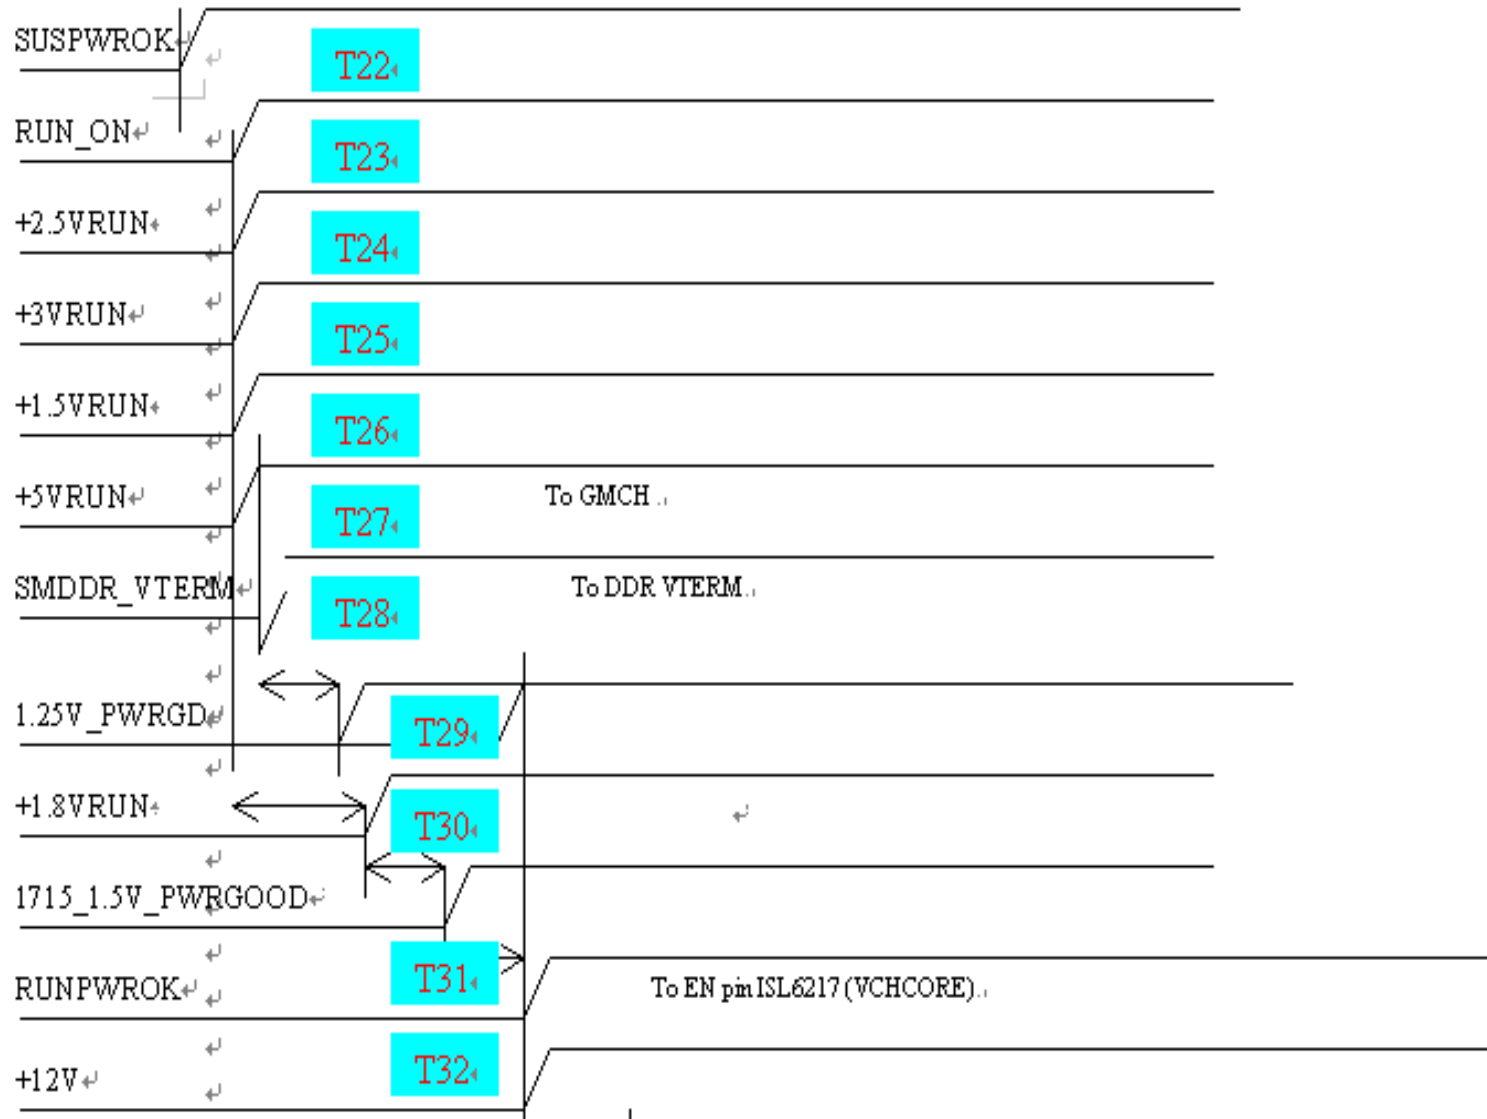 SUSPWROK
T22
RUN_ON
T23
+2.5VRUN
T24
+3VRUN
T25
+1.5VRUN
T26
+5VRUN
To GMCH
T27
SMDDR_VTERM
To DDR VTERM
T28
1.25V_PWRGD
T29
+1.8VRUN
T30
1715_1.5V_PWRGOOD
T31
RUNPWROK
To EN pin ISL6217 (VCHCORE)
T32
+12V